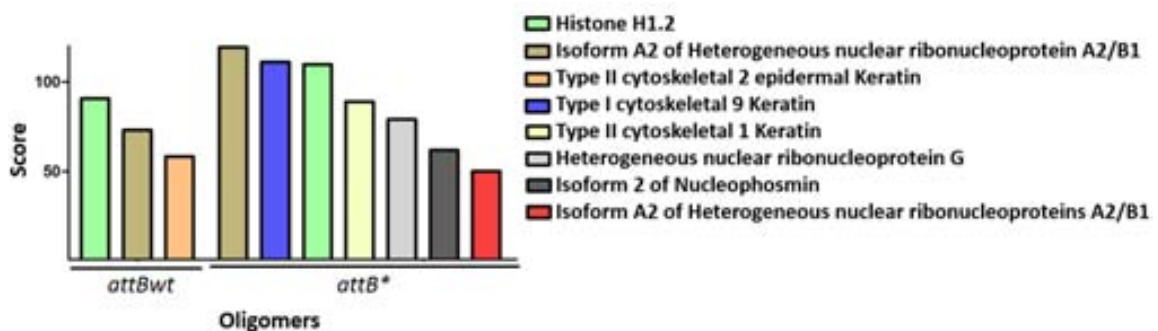 Histone H1.2
Isoform A2 of Heterogeneous nuclear ribonucleoprotein A2/B1
Type II cytoskeletal 2 epidermal Keratin
Type I cytoskeletal 9 Keratin
Type II cytoskeletal 1 Keratin
Heterogeneous nuclear ribonucleoprotein G
Isoform 2 of Nucleophosmin
Isoform A2 of Heterogeneous nuclear ribonucleoproteins A2/B1
Score
100
50
attBwt attB*
Oligomers